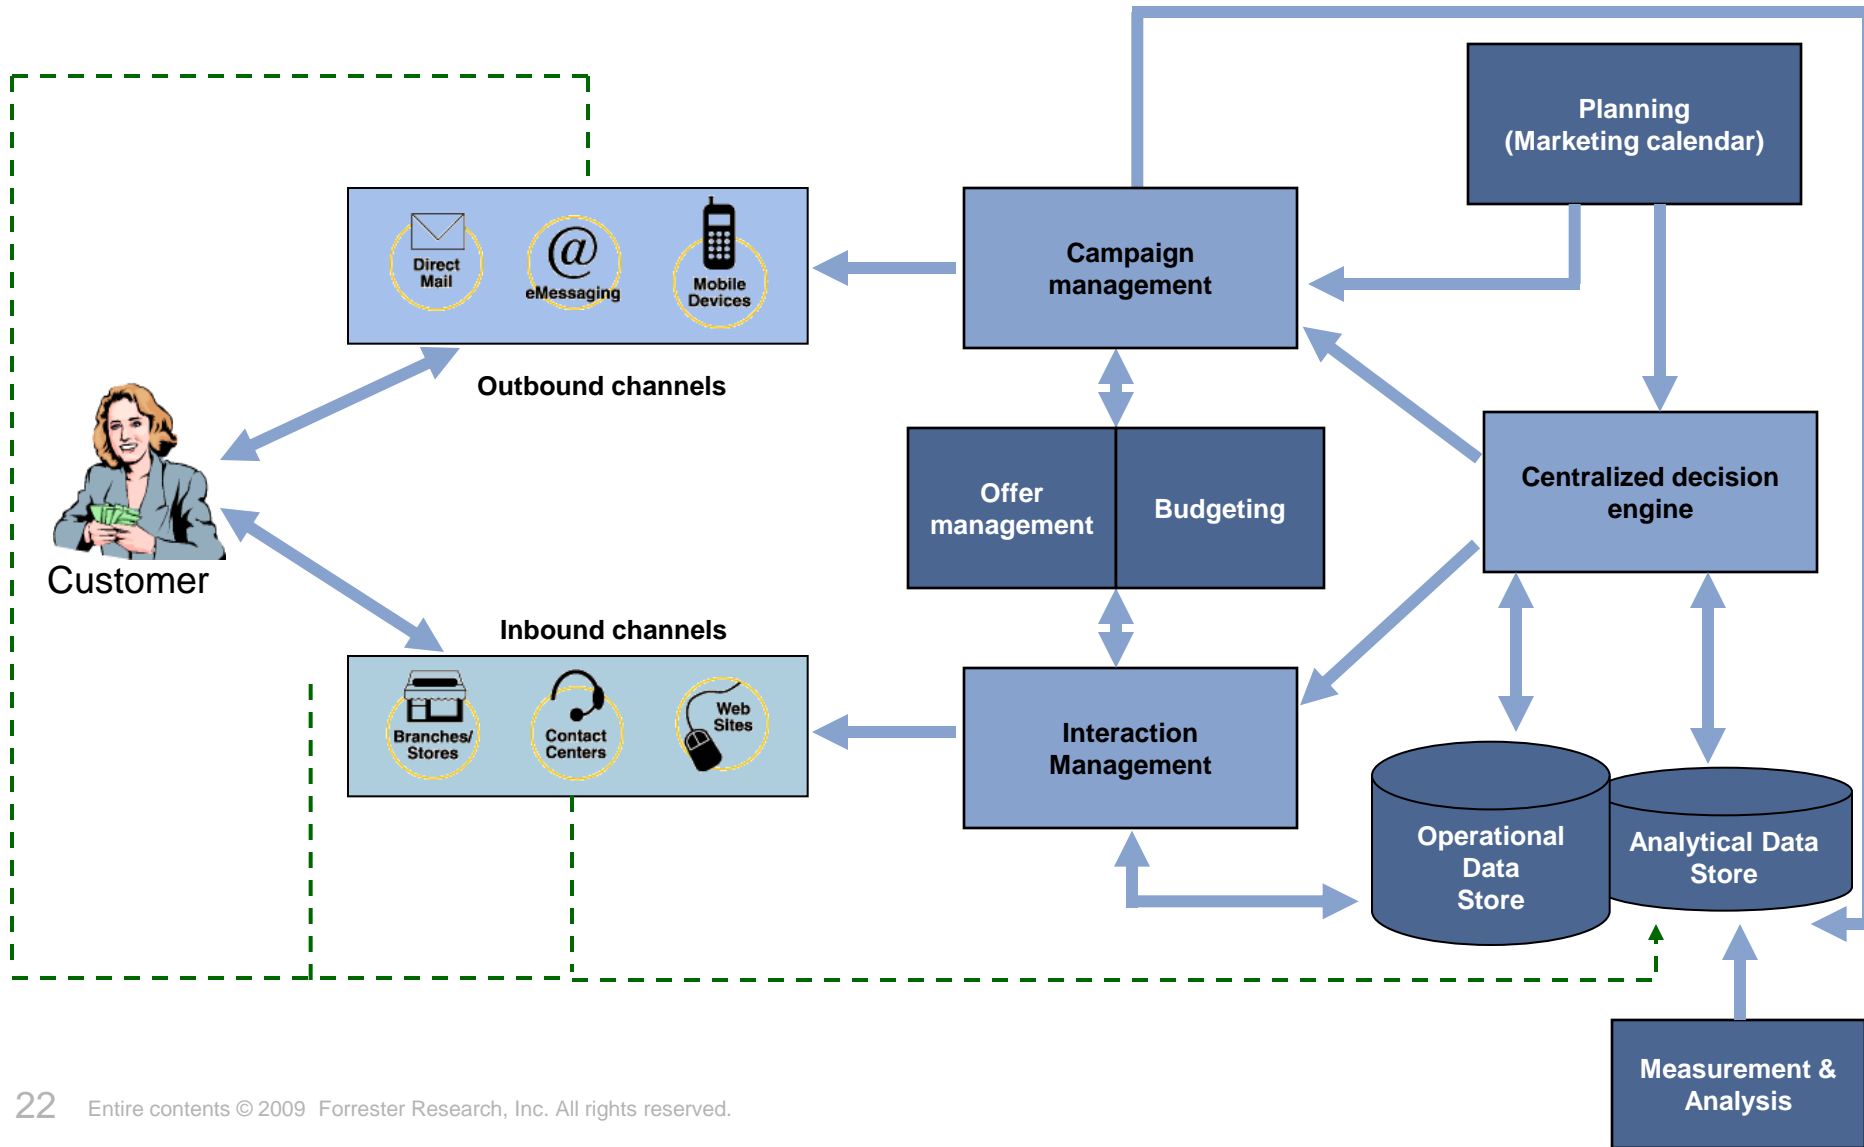 Planning
(Marketing calendar)
Direct
Mail
@
eMessaging
Mobile
Devices
Campaign
management
Outbound channels
Offer
management
Budgeting
Centralized decision
engine
Customer
Inbound channels
Branches/
Stores
Contact
Centers
Web
Sites
Interaction
Management
Operational
Data
Store
Analytical Data
Store
Measurement &
Analysis
22 Entire contents © 2009 Forrester Research, Inc. All rights reserved.